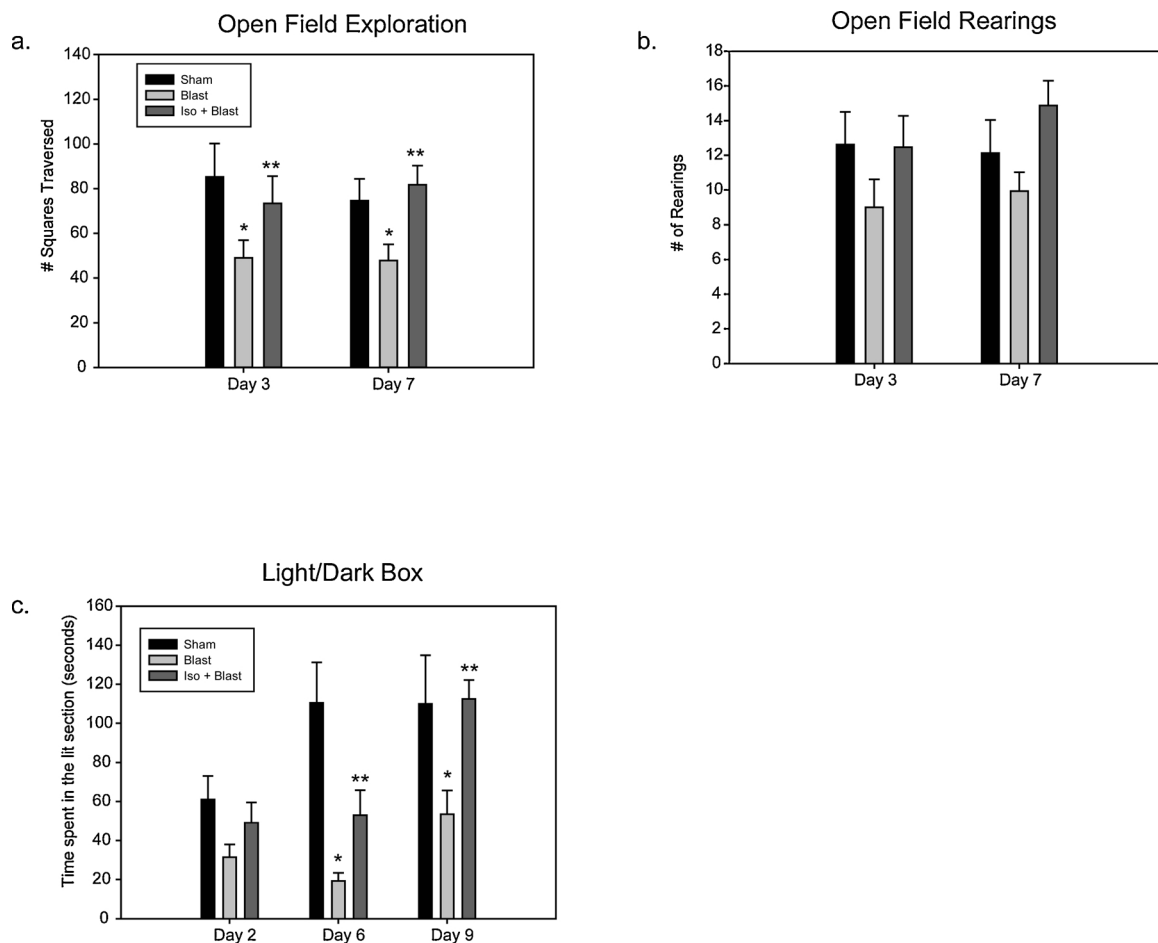 a.
Open Field Exploration
# Squares Traversed
140
120
100
80
60
40
20
0
Sham
Blast
Iso + Blast
*
**
*
**
Day 3
Day 7
b.
Open Field Rearings
# of Rearings
18
16
14
12
10
8
6
4
2
0
Day 3
Day 7
c.
Light/Dark Box
Time spent in the lit section (seconds)
160
140
120
100
80
60
40
20
0
Sham
Blast
Iso + Blast
*
**
*
**
Day 2
Day 6
Day 9